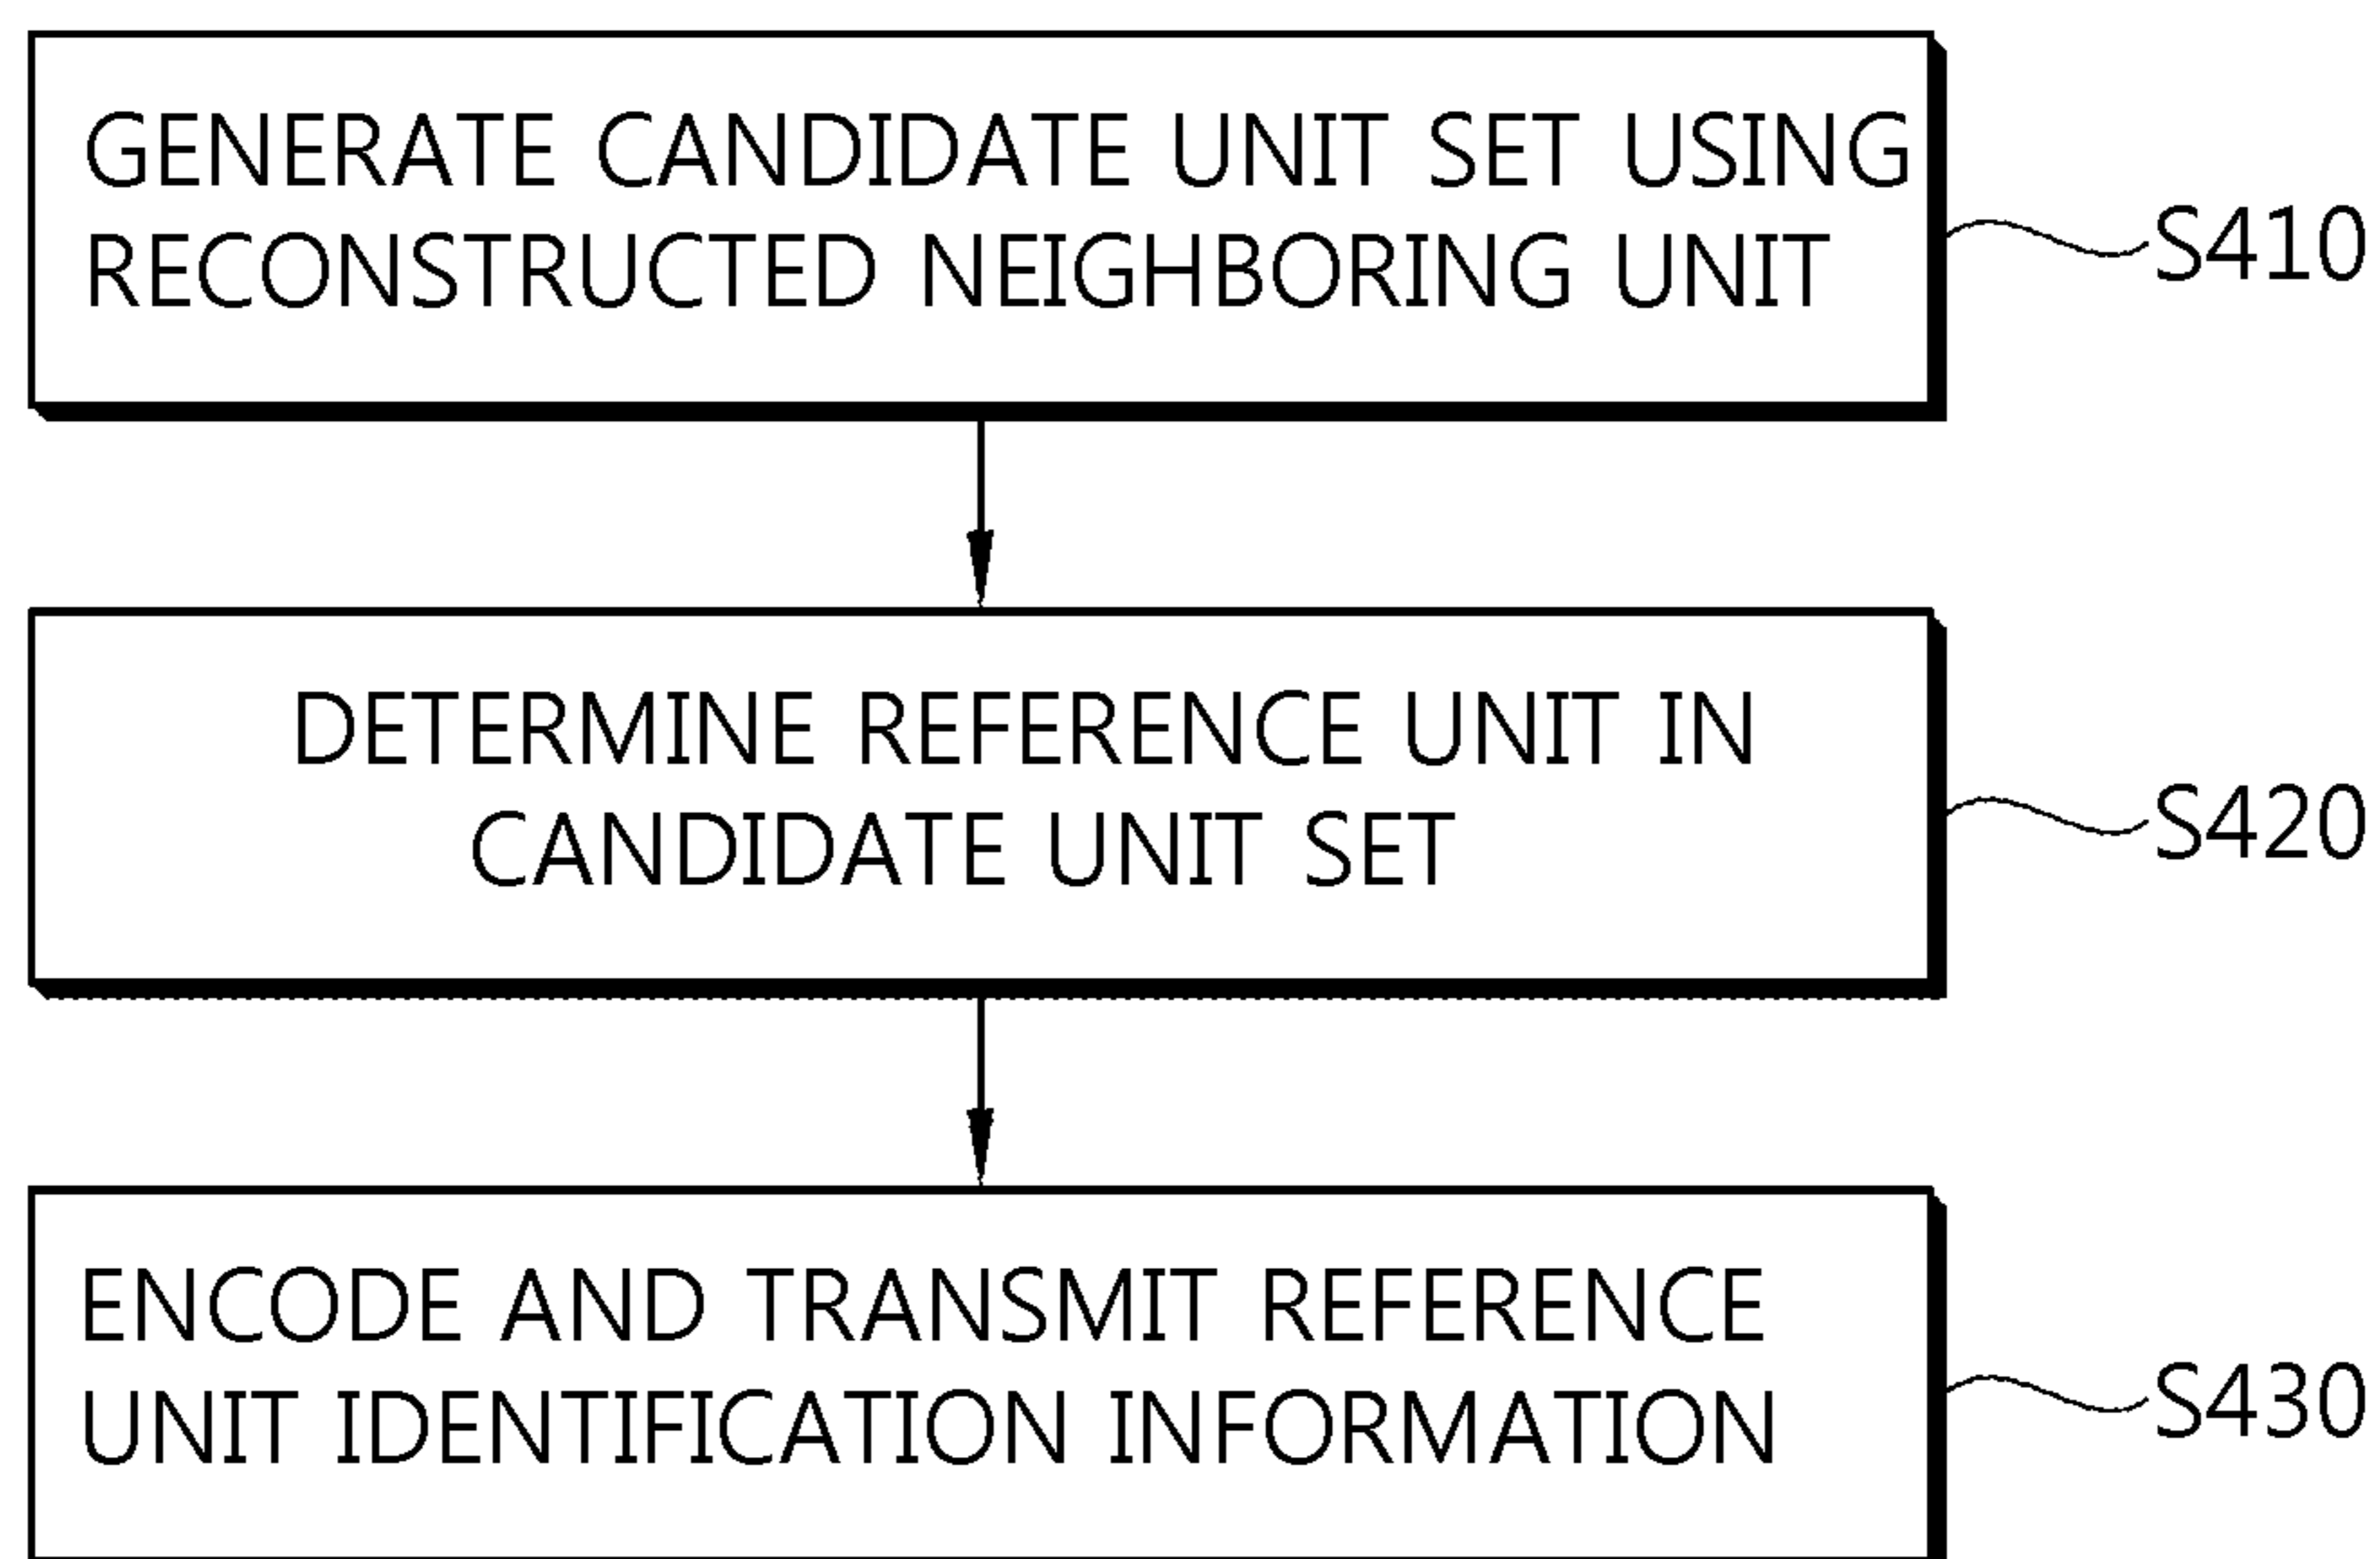 GENERATE CANDIDATE UNIT SET USING
RECONSTRUCTED NEIGHBORING UNIT
S410
DETERMINE REFERENCE UNIT IN
CANDIDATE UNIT SET
S420
ENCODE AND TRANSMIT REFERENCE
UNIT IDENTIFICATION INFORMATION
S430